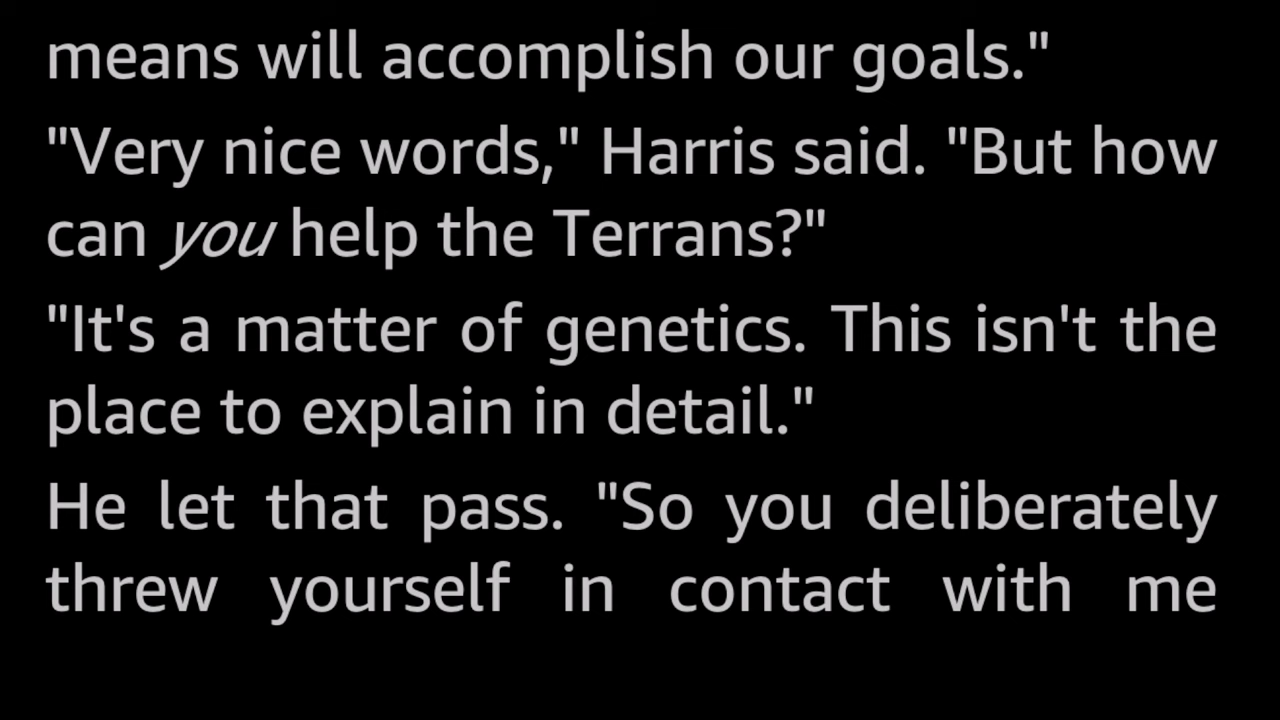 means will accomplish our goals."
"Very nice words," Harris said. "But how
can you help the Terrans?"
"It's a matter of genetics. This isn't the
place to explain in detail."
He let that pass. "So you deliberately
threw yourself in contact with me